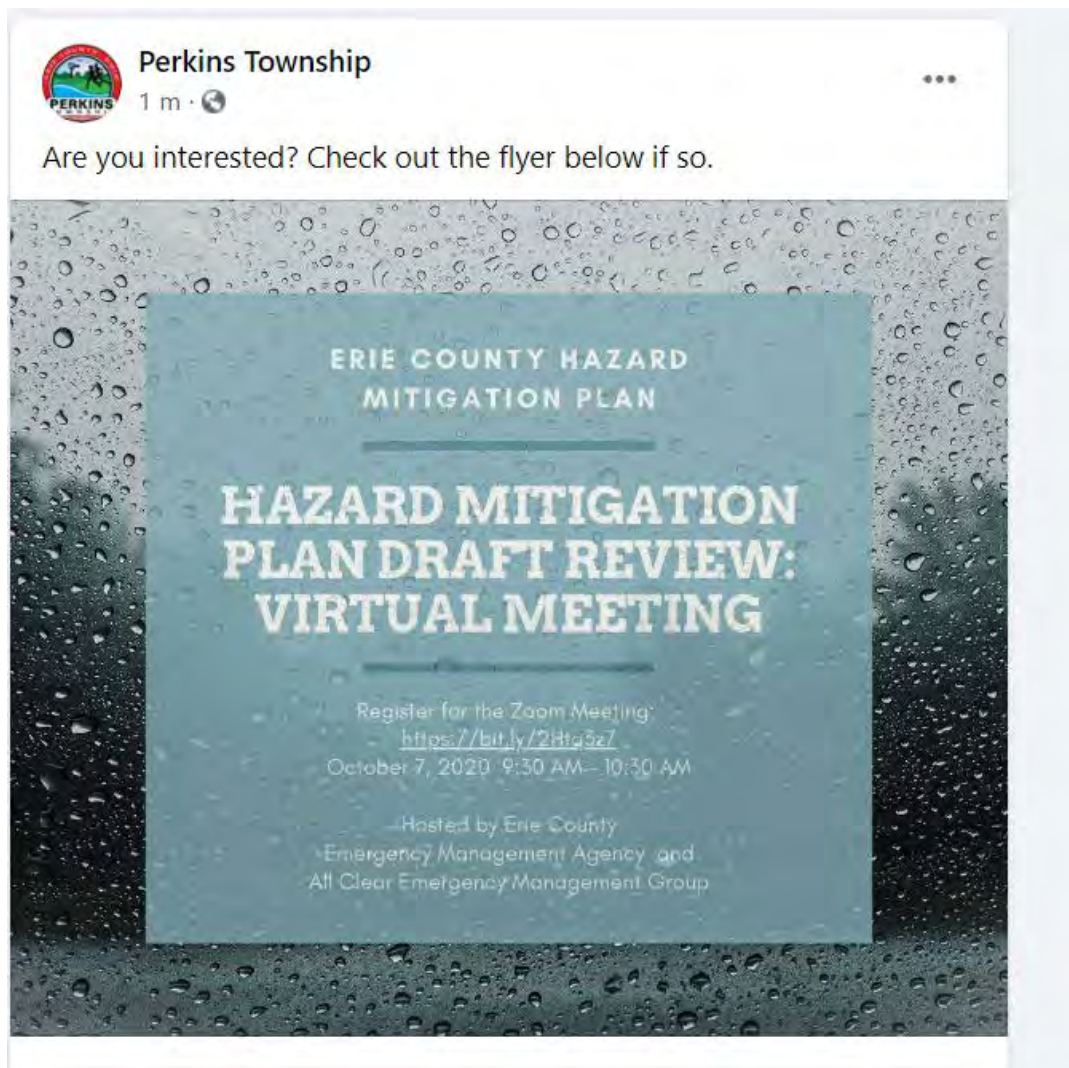 Perkins Township
1 m ·
Are you interested? Check out the flyer below if so.
PERKINS
ERIE COUNTY HAZARD
MITIGATION PLAN
HAZARD MITIGATION
PLAN DRAFT REVIEW:
VIRTUAL MEETING
Register for the Zoom Meeting:
October 7, 2020 9:30 AM – 10:30 AM
Hosted by Erie County
Emergency Management Agency and
All Clear Emergency Management Group